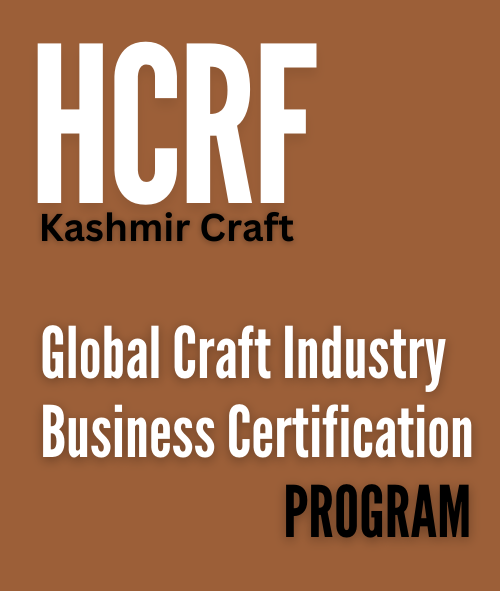 HCRF
Kashmir Craft
Global Craft Industry
Business Certification
PROGRAM